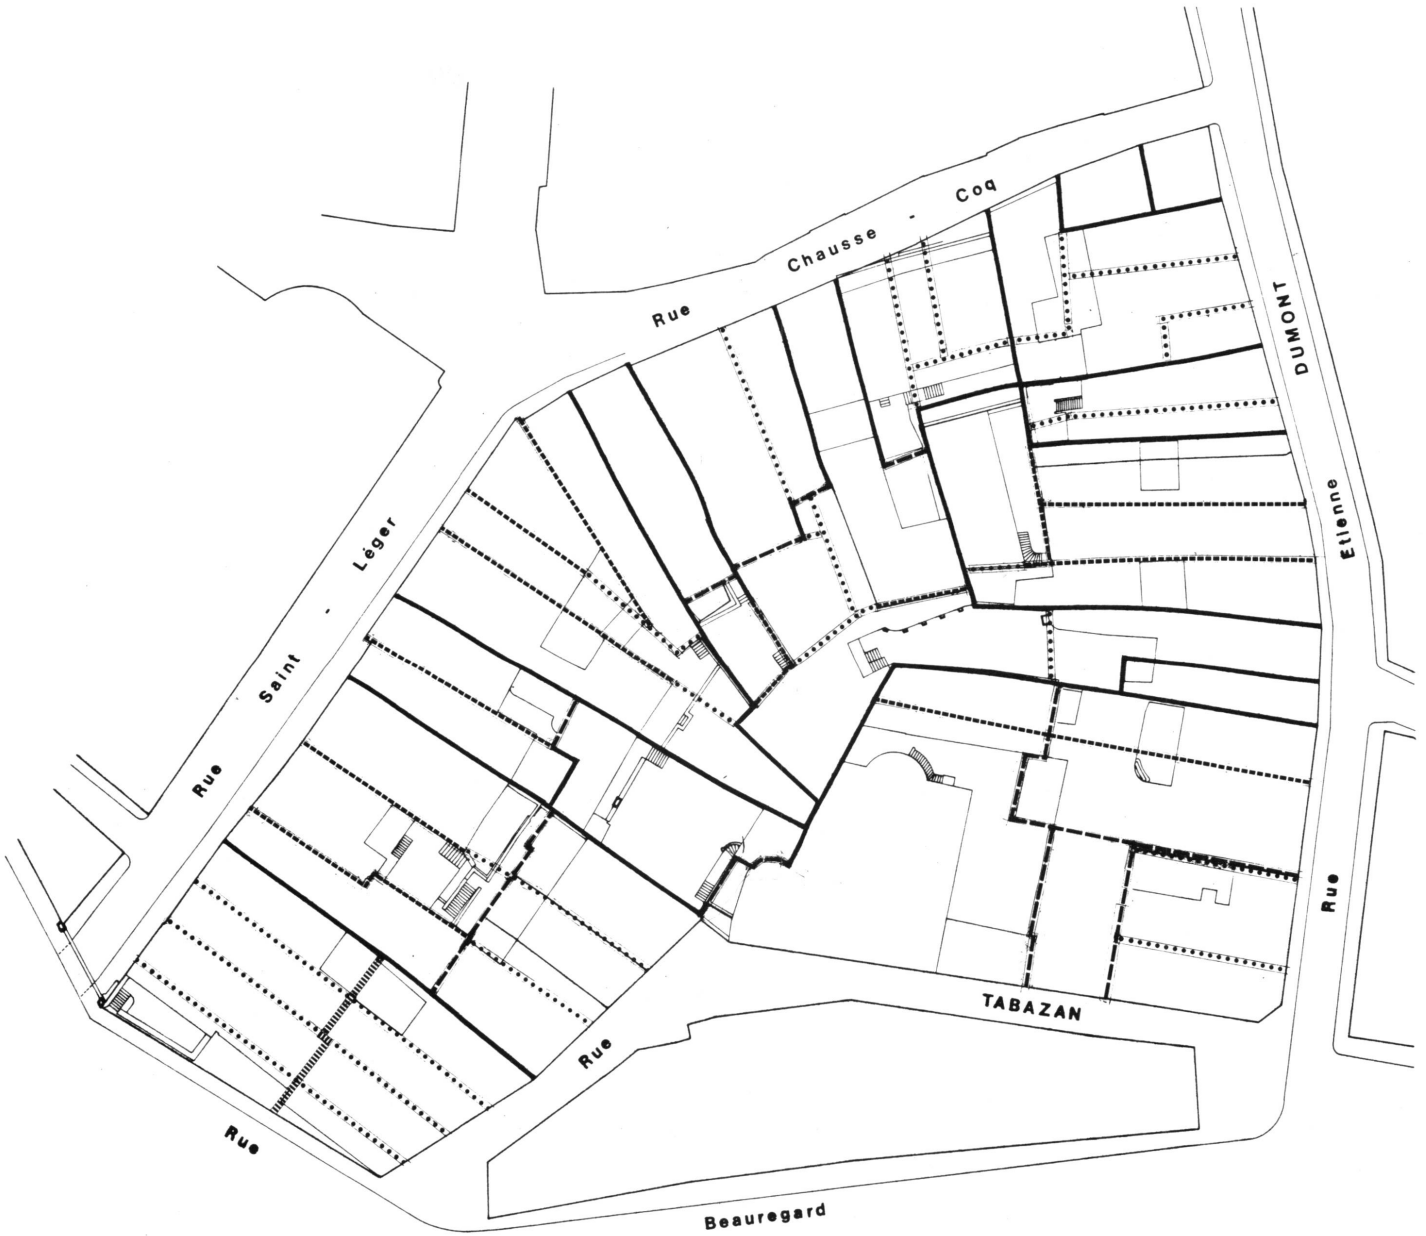 Rue Chausse - Coq
Rue Saint - Léger
Rue Etienne DUMONT
Rue TABAZAN
Rue Beauregard